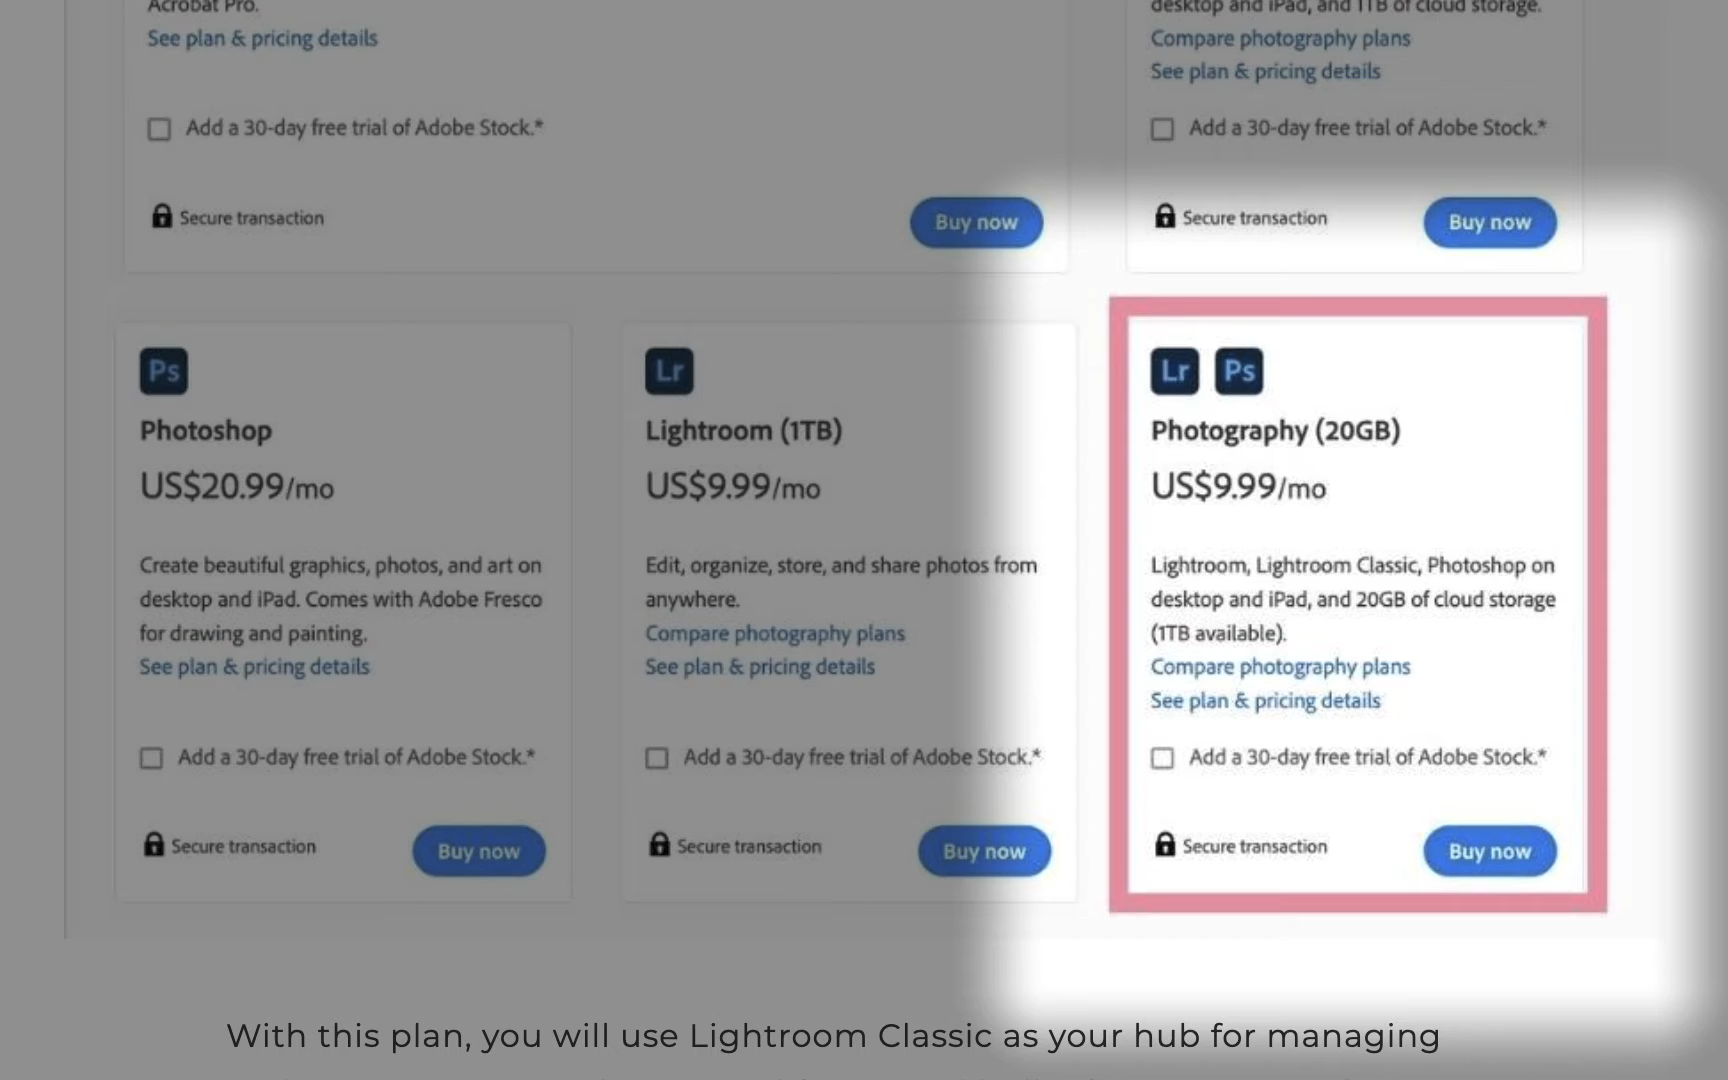 Acrobat Pro.
See plan & pricing details
Add a 30-day free trial of Adobe Stock.*
Secure transaction
Buy now
desktop and iPad, and 1TB of cloud storage.
Compare photography plans
See plan & pricing details
Add a 30-day free trial of Adobe Stock.*
Secure transaction
Buy now
Ps
Photoshop
US$20.99/mo
Create beautiful graphics, photos, and art on
desktop and iPad. Comes with Adobe Fresco
for drawing and painting.
See plan & pricing details
Add a 30-day free trial of Adobe Stock.*
Secure transaction
Buy now
Lr
Lightroom (1TB)
US$9.99/mo
Edit, organize, store, and share photos from
anywhere.
Compare photography plans
See plan & pricing details
Add a 30-day free trial of Adobe Stock.*
Secure transaction
Buy now
Lr Ps
Photography (20GB)
US$9.99/mo
Lightroom, Lightroom Classic, Photoshop on
desktop and iPad, and 20GB of cloud storage
(1TB available).
Compare photography plans
See plan & pricing details
Add a 30-day free trial of Adobe Stock.*
Secure transaction
Buy now
With this plan, you will use Lightroom Classic as your hub for managing